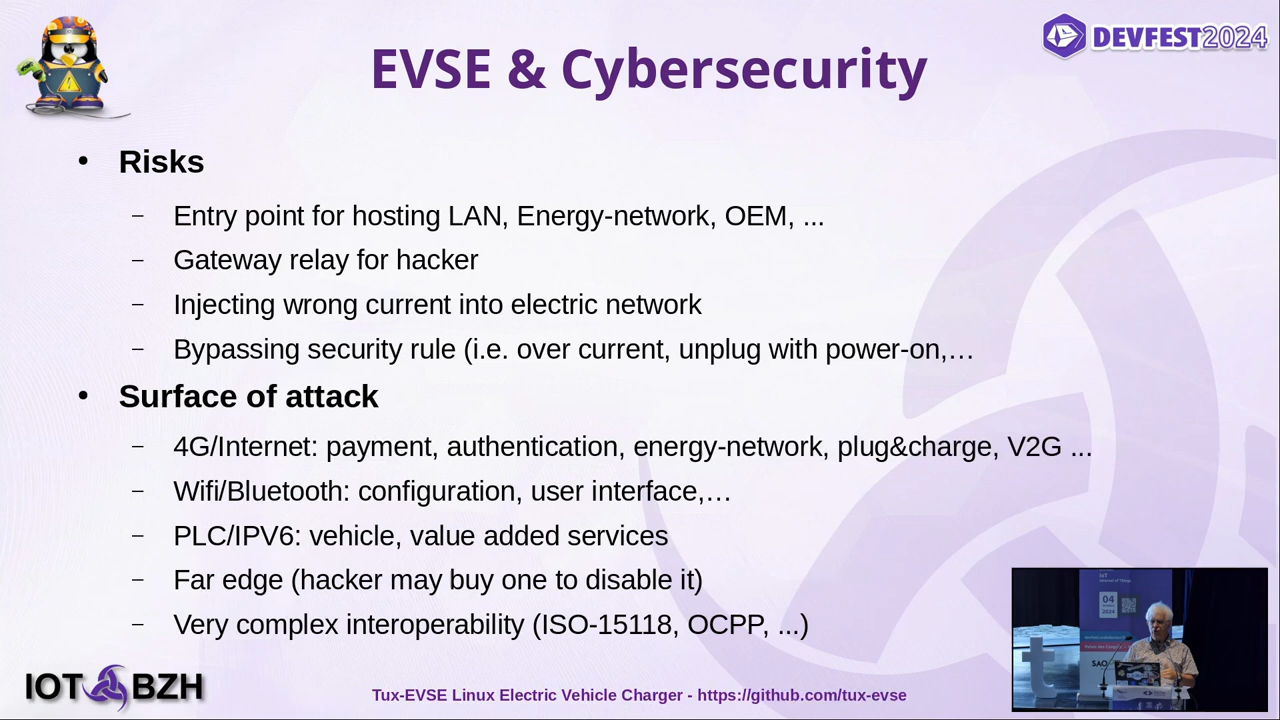 DEVFEST2024
EVSE & Cybersecurity
• Risks
– Entry point for hosting LAN, Energy-network, OEM, ...
– Gateway relay for hacker
– Injecting wrong current into electric network
– Bypassing security rule (i.e. over current, unplug with power-on,…
• Surface of attack
– 4G/Internet: payment, authentication, energy-network, plug&charge, V2G ...
– Wifi/Bluetooth: configuration, user interface,…
– PLC/IPV6: vehicle, value added services
– Far edge (hacker may buy one to disable it)
– Very complex interoperability (ISO-15118, OCPP, ...)
IoT
04
2024
t
SAO
IOT BZH
Tux-EVSE Linux Electric Vehicle Charger - https://github.com/tux-evse